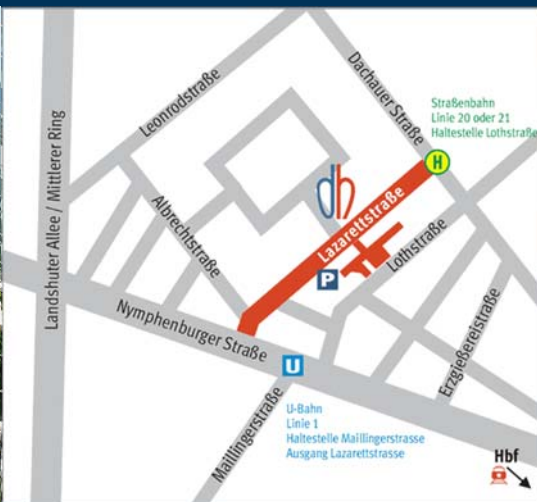 Leonrodstraße
Dachauer Straße
Straßenbahn
Linie 20 oder 21
Haltestelle Lothstraße
H
Landshuter Allee / Mittlerer Ring
Albrechtstraße
dh
Lazarettstraße
Lothstraße
P
Nymphenburger Straße
Erzgießereistraße
U
Maillingerstraße
U-Bahn
Linie 1
Haltestelle Maillingerstrasse
Ausgang Lazarettstrasse
Hbf